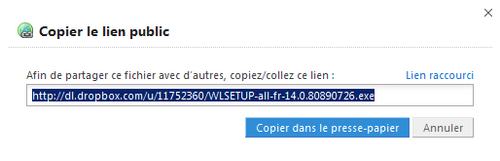 Copier le lien public
Afin de partager ce fichier avec d'autres, copiez/collez ce lien : Lien raccourci
http://dl.dropbox.com/u/11752360/WLSETUP-all-fr-14.0.80890726.exe
Copier dans le presse-papier Annuler